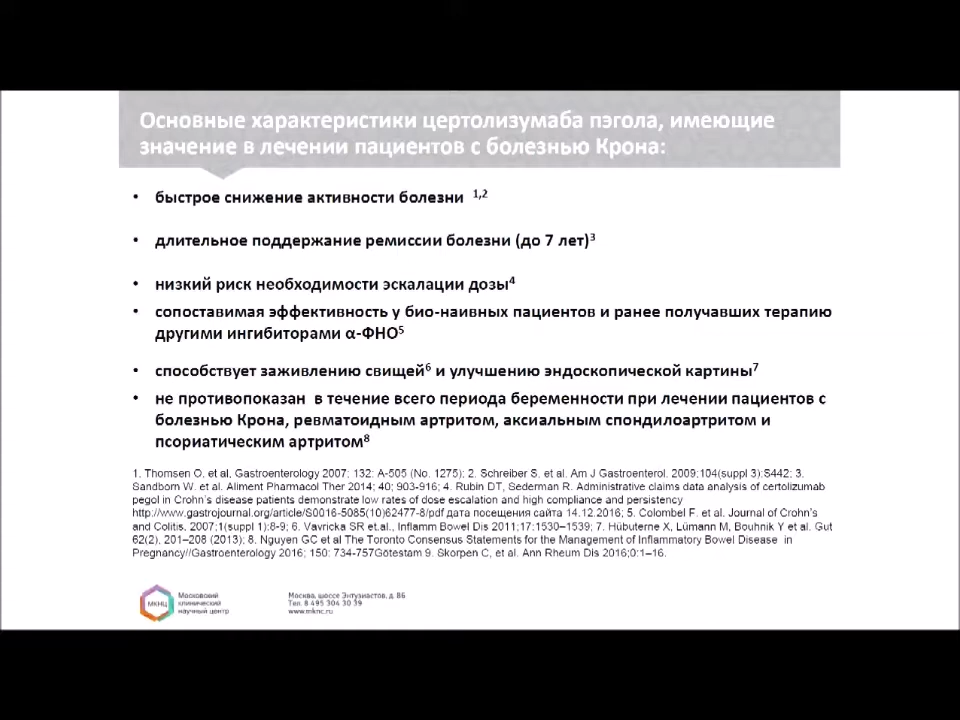 Основные характеристики цертолизумаба пэгола, имеющие
значение в лечении пациентов с болезнью Крона:
• быстрое снижение активности болезни 1,2
• длительное поддержание ремиссии болезни (до 7 лет)3
• низкий риск необходимости эскалации дозы4
• сопоставимая эффективность у био-наивных пациентов и ранее получавших терапию
другими ингибиторами α-ФНО5
• способствует заживлению свищей6 и улучшению эндоскопической картины7
• не противопоказан в течение всего периода беременности при лечении пациентов с
болезнью Крона, ревматоидным артритом, аксиальным спондилоартритом и
псориатическим артритом8
1. Thomsen O, et al, Gastroenterology 2007; 132: A-505 (No. 1275); 2. Schreiber S. et al. Am J Gastroenterol. 2009;104(suppl 3):S442; 3.
Sandborn W. et al. Aliment Pharmacol Ther 2014; 40; 903-916; 4. Rubin DT, Sederman R. Administrative claims data analysis of certolizumab
pegol in Crohn's disease patients demonstrate low rates of dose escalation and high compliance and persistency
http://www.gastrojournal.org/article/S0016-5085(10)62477-8/pdf дата посещения сайта 14.12.2016; 5. Colombel F. et al. Journal of Crohn's
and Colitis, 2007;1(suppl 1):8-9; 6. Vavricka SR et.al., Inflamm Bowel Dis 2011;17:1530–1539; 7. Hübuterne X, Lümann M, Bouhnik Y et al. Gut
62(2), 201–208 (2013); 8. Nguyen GC et al The Toronto Consensus Statements for the Management of Inflammatory Bowel Disease in
Pregnancy//Gastroenterology 2016; 150: 734-757Götestam 9. Skorpen C, et al. Ann Rheum Dis 2016;0:1–16.
МКНЦ
Московский
клинический
научный центр
Москва, шоссе Энтузиастов, д. 86
Тел. 8 495 304 30 39
www.mknc.ru